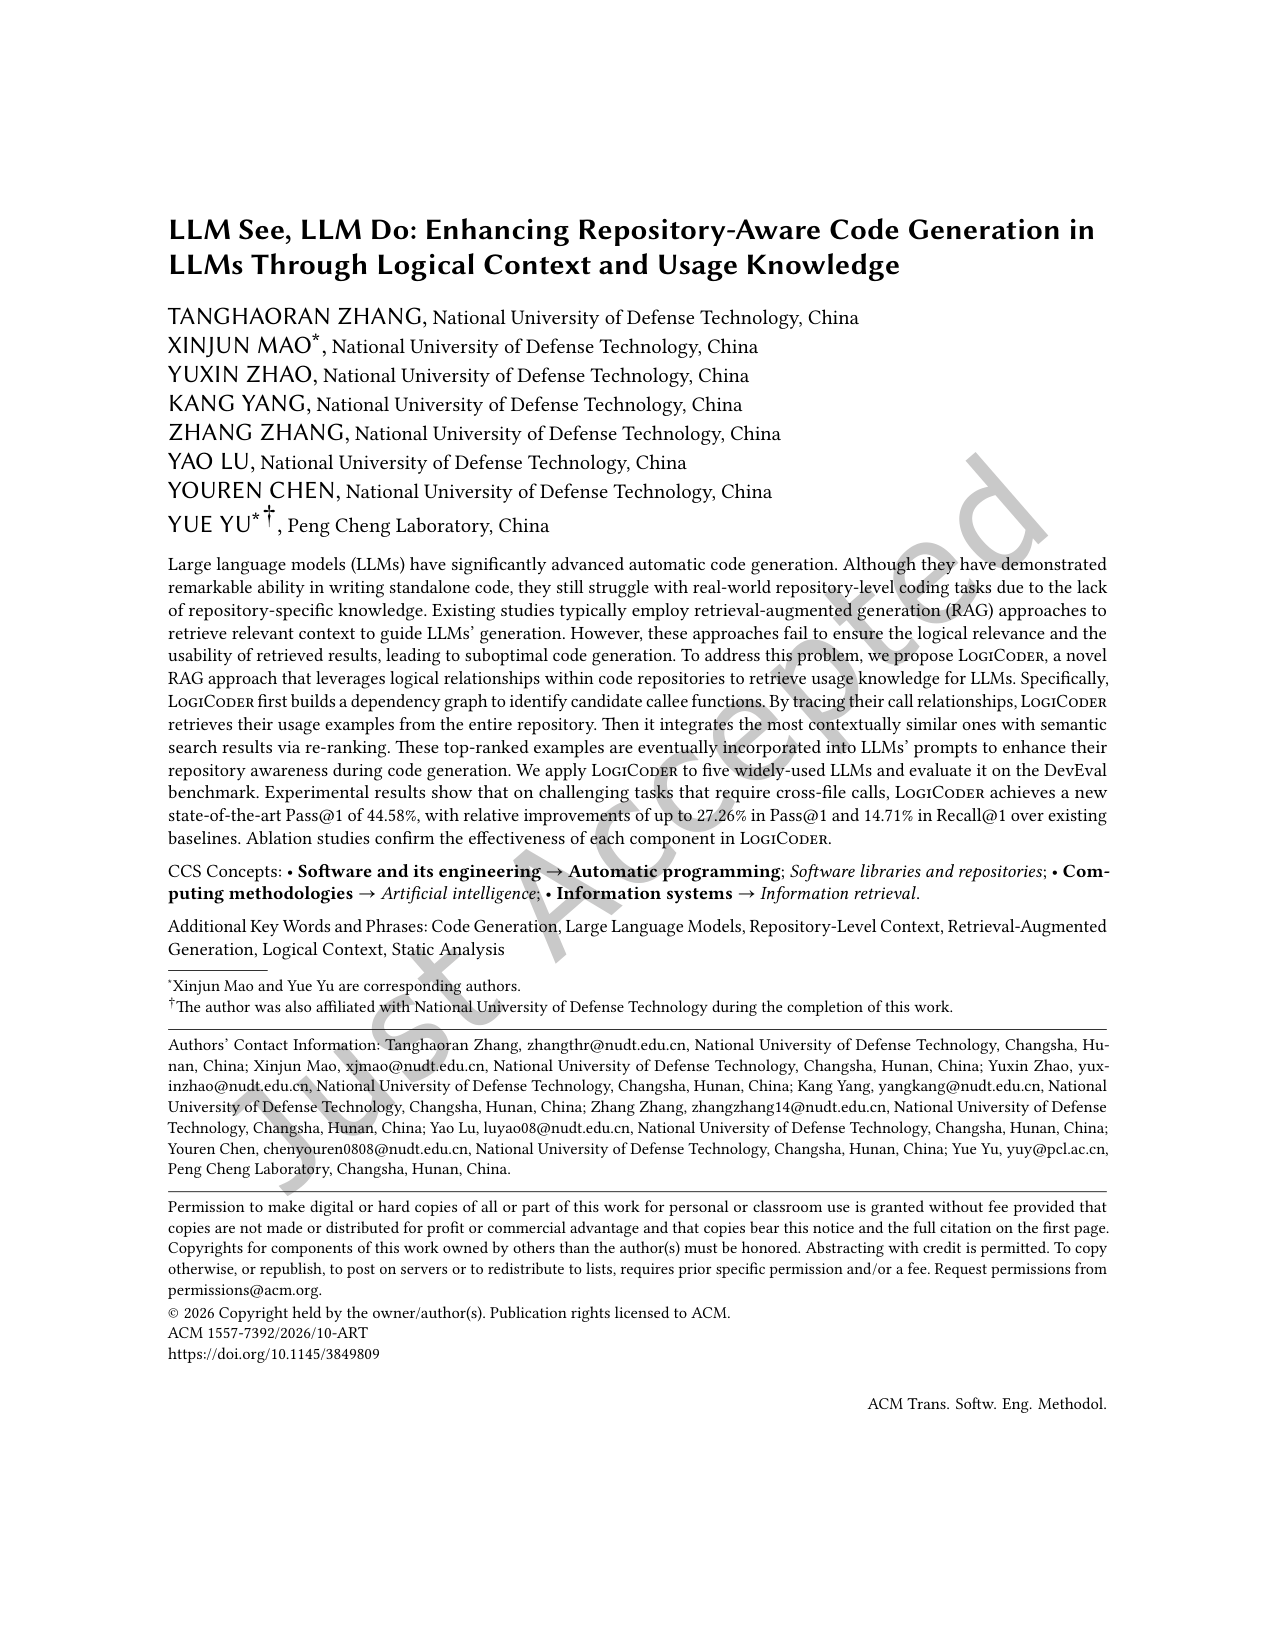 LLM See, LLM Do: Enhancing Repository-Aware Code Generation in
LLMs Through Logical Context and Usage Knowledge
TANGHAORAN ZHANG, National University of Defense Technology, China
XINJUN MAO*, National University of Defense Technology, China
YUXIN ZHAO, National University of Defense Technology, China
KANG YANG, National University of Defense Technology, China
ZHANG ZHANG, National University of Defense Technology, China
YAO LU, National University of Defense Technology, China
YOUREN CHEN, National University of Defense Technology, China
YUE YU*†, Peng Cheng Laboratory, China
Large language models (LLMs) have significantly advanced automatic code generation. Although they have demonstrated
remarkable ability in writing standalone code, they still struggle with real-world repository-level coding tasks due to the lack
of repository-specific knowledge. Existing studies typically employ retrieval-augmented generation (RAG) approaches to
retrieve relevant context to guide LLMs' generation. However, these approaches fail to ensure the logical relevance and the
usability of retrieved results, leading to suboptimal code generation. To address this problem, we propose LogiCoder, a novel
RAG approach that leverages logical relationships within code repositories to retrieve usage knowledge for LLMs. Specifically,
LogiCoder first builds a dependency graph to identify candidate callee functions. By tracing their call relationships, LogiCoder
retrieves their usage examples from the entire repository. Then it integrates the most contextually similar ones with semantic
search results via re-ranking. These top-ranked examples are eventually incorporated into LLMs' prompts to enhance their
repository awareness during code generation. We apply LogiCoder to five widely-used LLMs and evaluate it on the DevEval
benchmark. Experimental results show that on challenging tasks that require cross-file calls, LogiCoder achieves a new
state-of-the-art Pass@1 of 44.58%, with relative improvements of up to 27.26% in Pass@1 and 14.71% in Recall@1 over existing
baselines. Ablation studies confirm the effectiveness of each component in LogiCoder.
CCS Concepts: • Software and its engineering → Automatic programming; Software libraries and repositories; • Com-
puting methodologies → Artificial intelligence; • Information systems → Information retrieval.
Additional Key Words and Phrases: Code Generation, Large Language Models, Repository-Level Context, Retrieval-Augmented
Generation, Logical Context, Static Analysis
*Xinjun Mao and Yue Yu are corresponding authors.
†The author was also affiliated with National University of Defense Technology during the completion of this work.
Authors' Contact Information: Tanghaoran Zhang, zhangthr@nudt.edu.cn, National University of Defense Technology, Changsha, Hu-
nan, China; Xinjun Mao, xjmao@nudt.edu.cn, National University of Defense Technology, Changsha, Hunan, China; Yuxin Zhao, yux-
inzhao@nudt.edu.cn, National University of Defense Technology, Changsha, Hunan, China; Kang Yang, yangkang@nudt.edu.cn, National
University of Defense Technology, Changsha, Hunan, China; Zhang Zhang, zhangzhang14@nudt.edu.cn, National University of Defense
Technology, Changsha, Hunan, China; Yao Lu, luyao08@nudt.edu.cn, National University of Defense Technology, Changsha, Hunan, China;
Youren Chen, chenyouren0808@nudt.edu.cn, National University of Defense Technology, Changsha, Hunan, China; Yue Yu, yuy@pcl.ac.cn,
Peng Cheng Laboratory, Changsha, Hunan, China.
Permission to make digital or hard copies of all or part of this work for personal or classroom use is granted without fee provided that
copies are not made or distributed for profit or commercial advantage and that copies bear this notice and the full citation on the first page.
Copyrights for components of this work owned by others than the author(s) must be honored. Abstracting with credit is permitted. To copy
otherwise, or republish, to post on servers or to redistribute to lists, requires prior specific permission and/or a fee. Request permissions from
permissions@acm.org.
© 2026 Copyright held by the owner/author(s). Publication rights licensed to ACM.
ACM 1557-7392/2026/10-ART
https://doi.org/10.1145/3849809
ACM Trans. Softw. Eng. Methodol.
Just Accepted